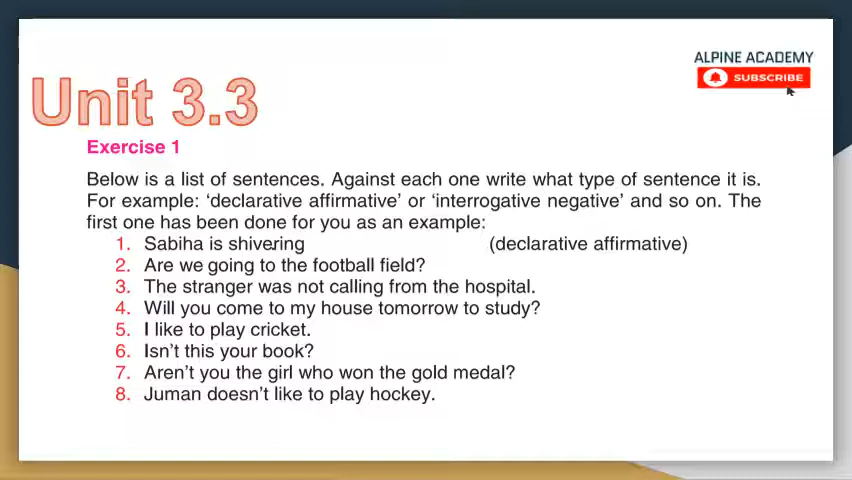 ALPINE ACADEMY
SUBSCRIBE
Unit 3.3
Exercise 1
Below is a list of sentences. Against each one write what type of sentence it is.
For example: ‘declarative affirmative’ or ‘interrogative negative’ and so on. The
first one has been done for you as an example:
1. Sabiha is shivering (declarative affirmative)
2. Are we going to the football field?
3. The stranger was not calling from the hospital.
4. Will you come to my house tomorrow to study?
5. I like to play cricket.
6. Isn’t this your book?
7. Aren’t you the girl who won the gold medal?
8. Juman doesn’t like to play hockey.